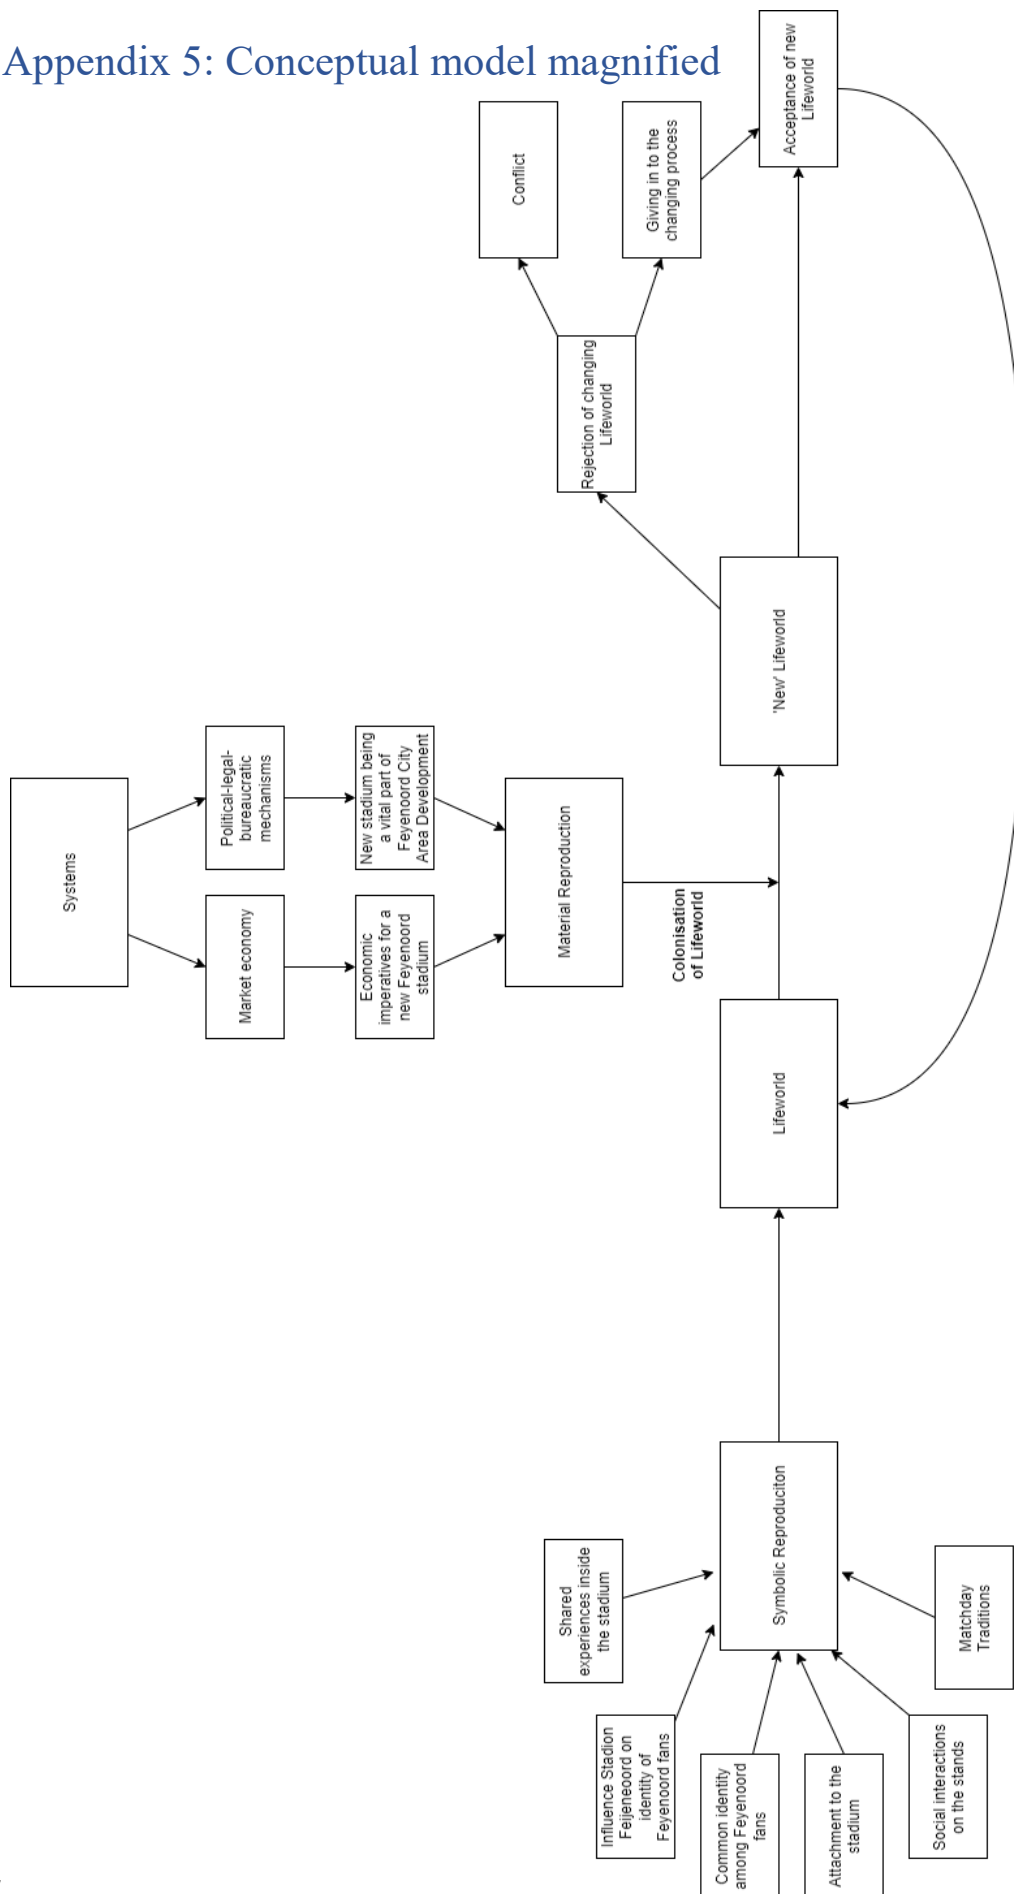 Appendix 5: Conceptual model magnified
Shared
experiences inside
the stadium
Influence Stadion
Feijeneoord on
identity of
Feyenoord fans
Common identity
among Feyenoord
fans
Attachment to the
stadium
Social interactions
on the stands
Matchday
Traditions
Symbolic Reproduciton
Lifeworld
Systems
Market economy
Political-legal-
bureaucratic
mechanisms
Economic
imperatives for a
new Feyenoord
stadium
New stadium being
a vital part of
Feyenoord City
Area Development
Material Reproduction
Colonisation
of Lifeworld
'New' Lifeworld
Rejection of changing
Lifeworld
Conflict
Giving in to the
changing process
Acceptance of new
Lifeworld